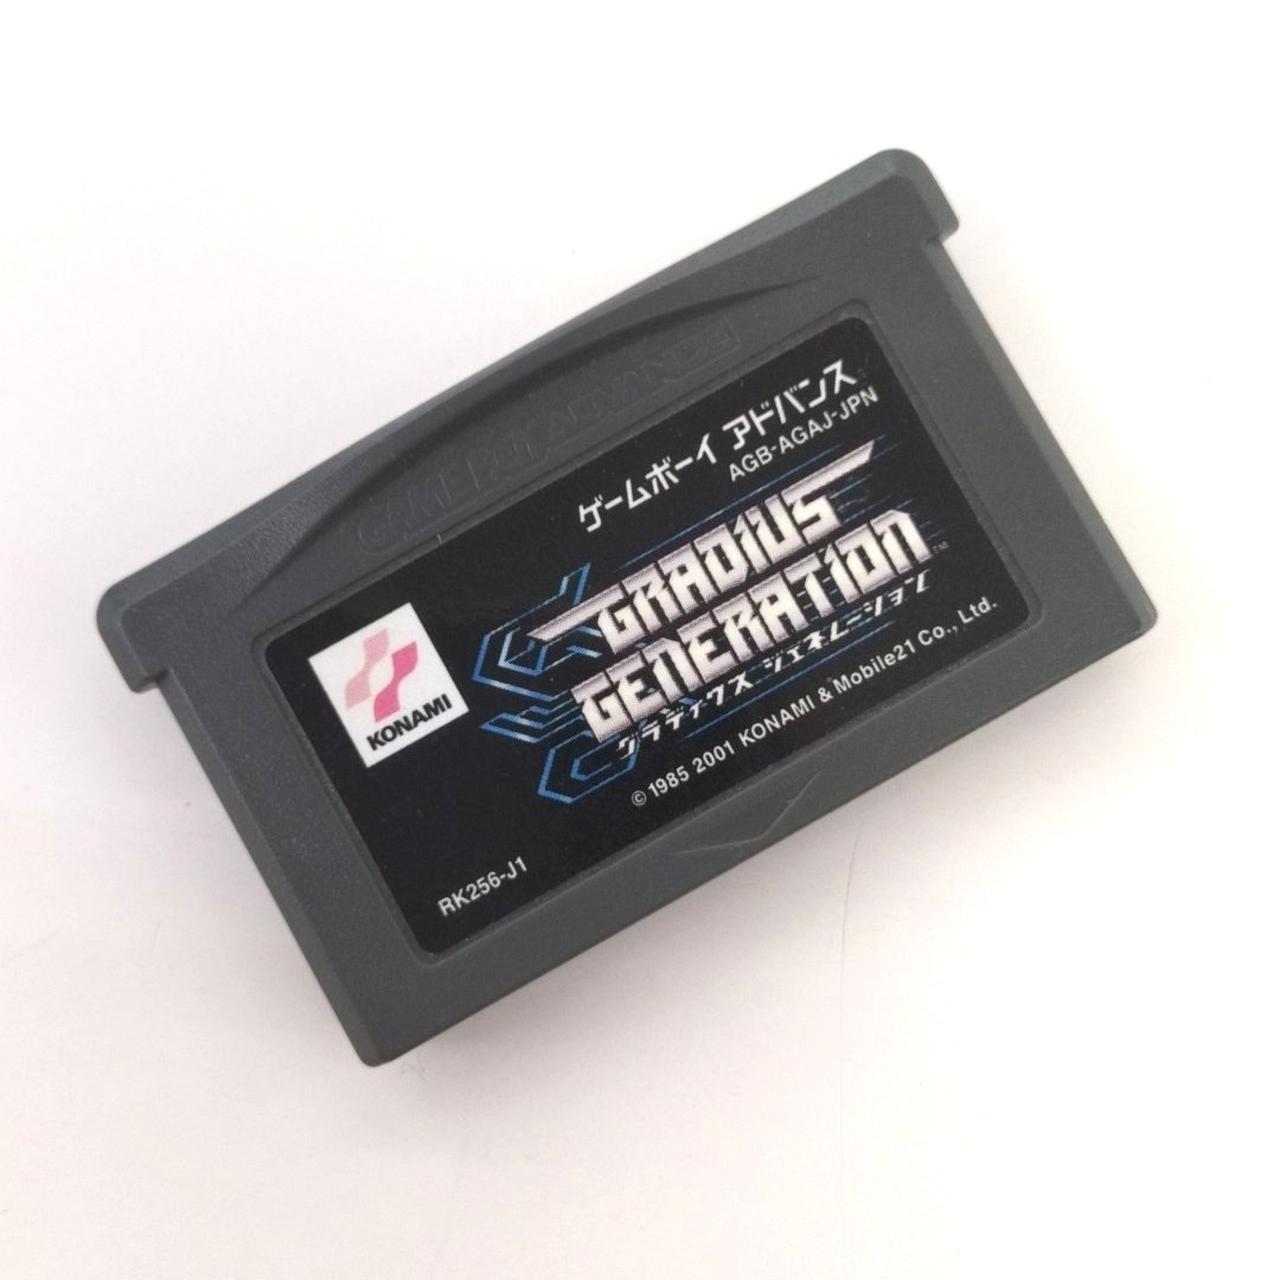 GAME BOY ADVANCE
ゲームボーイ アドバンス
AGB-AGAJ-JPN
GRADIUS
GENERATION™
グラディウス ジェネレーション
KONAMI
© 1985 2001 KONAMI & Mobile21 Co., Ltd.
RK256-J1